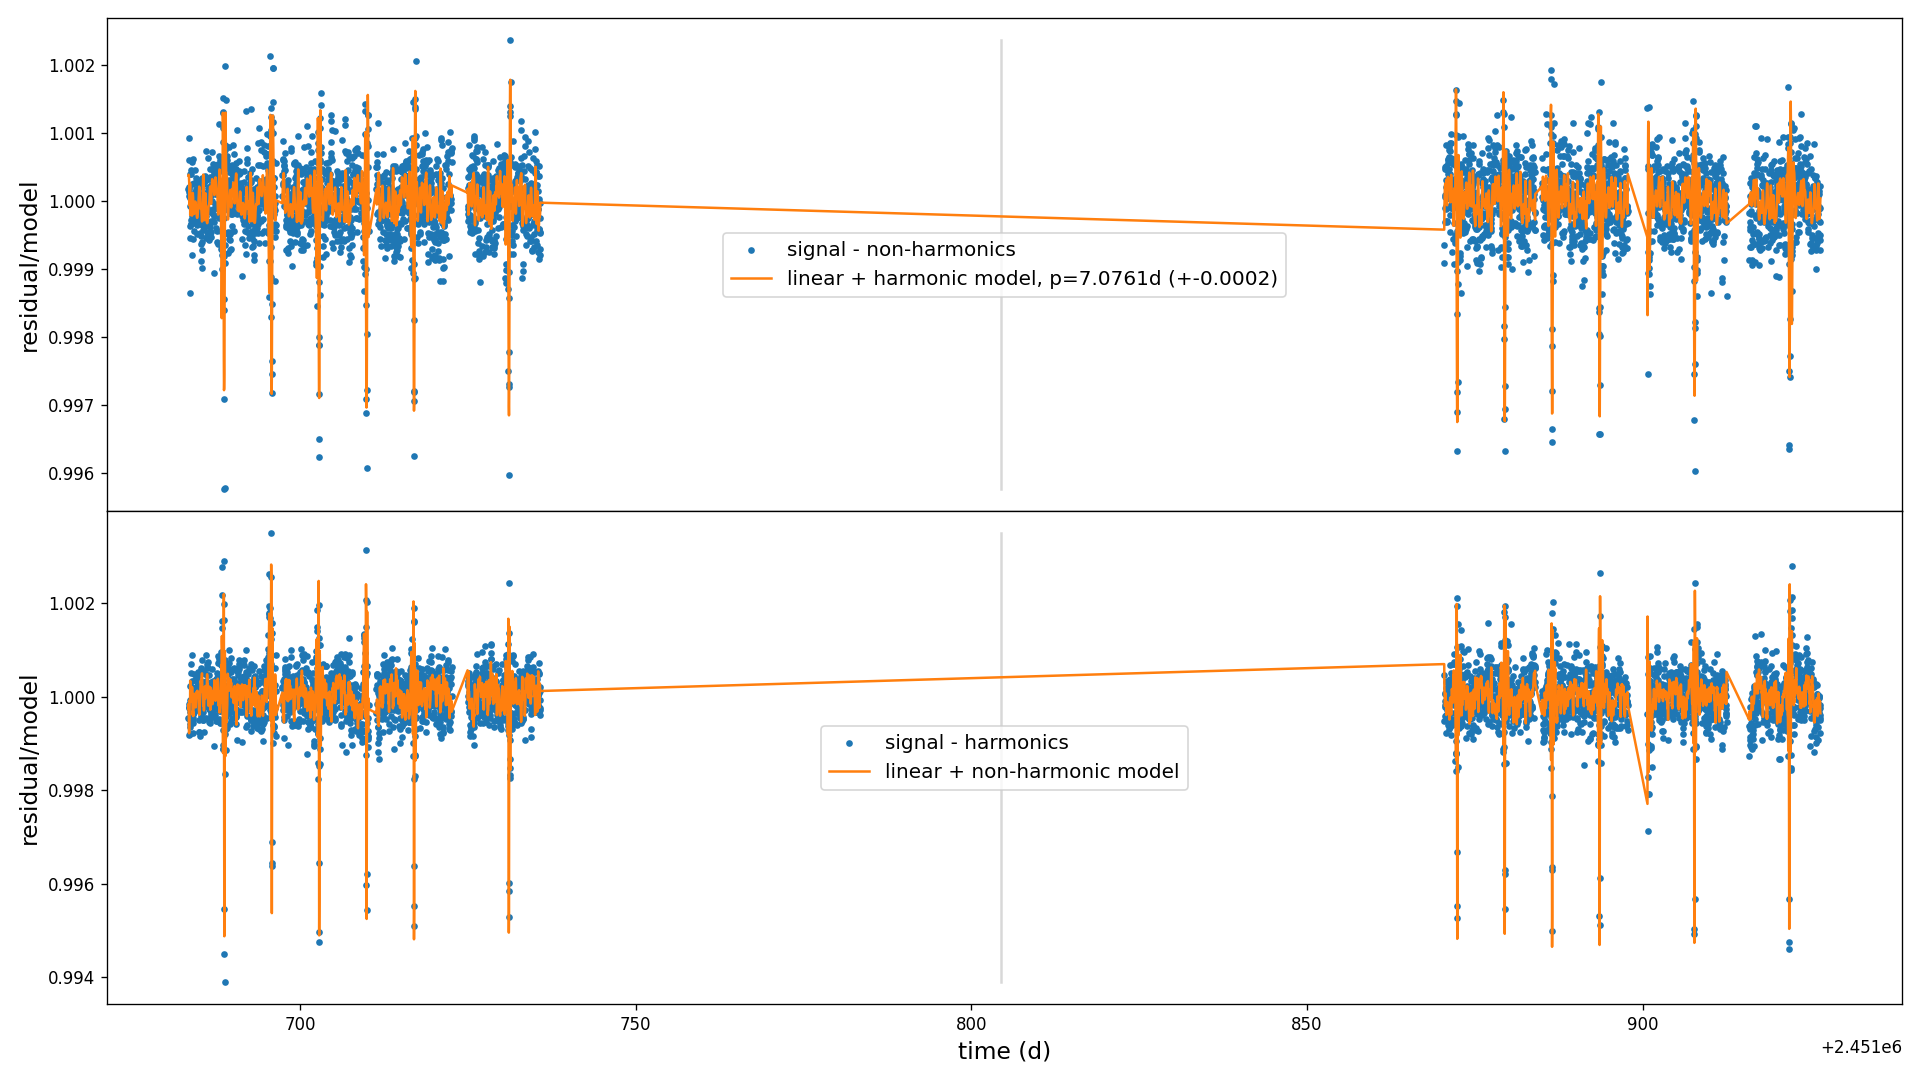 1.002
1.001
1.000
0.999
0.998
0.997
0.996
residual/model
signal - non-harmonics
linear + harmonic model, p=7.0761d (+-0.0002)
1.002
1.000
0.998
0.996
0.994
residual/model
signal - harmonics
linear + non-harmonic model
700 750 800 850 900
+2.451e6
time (d)